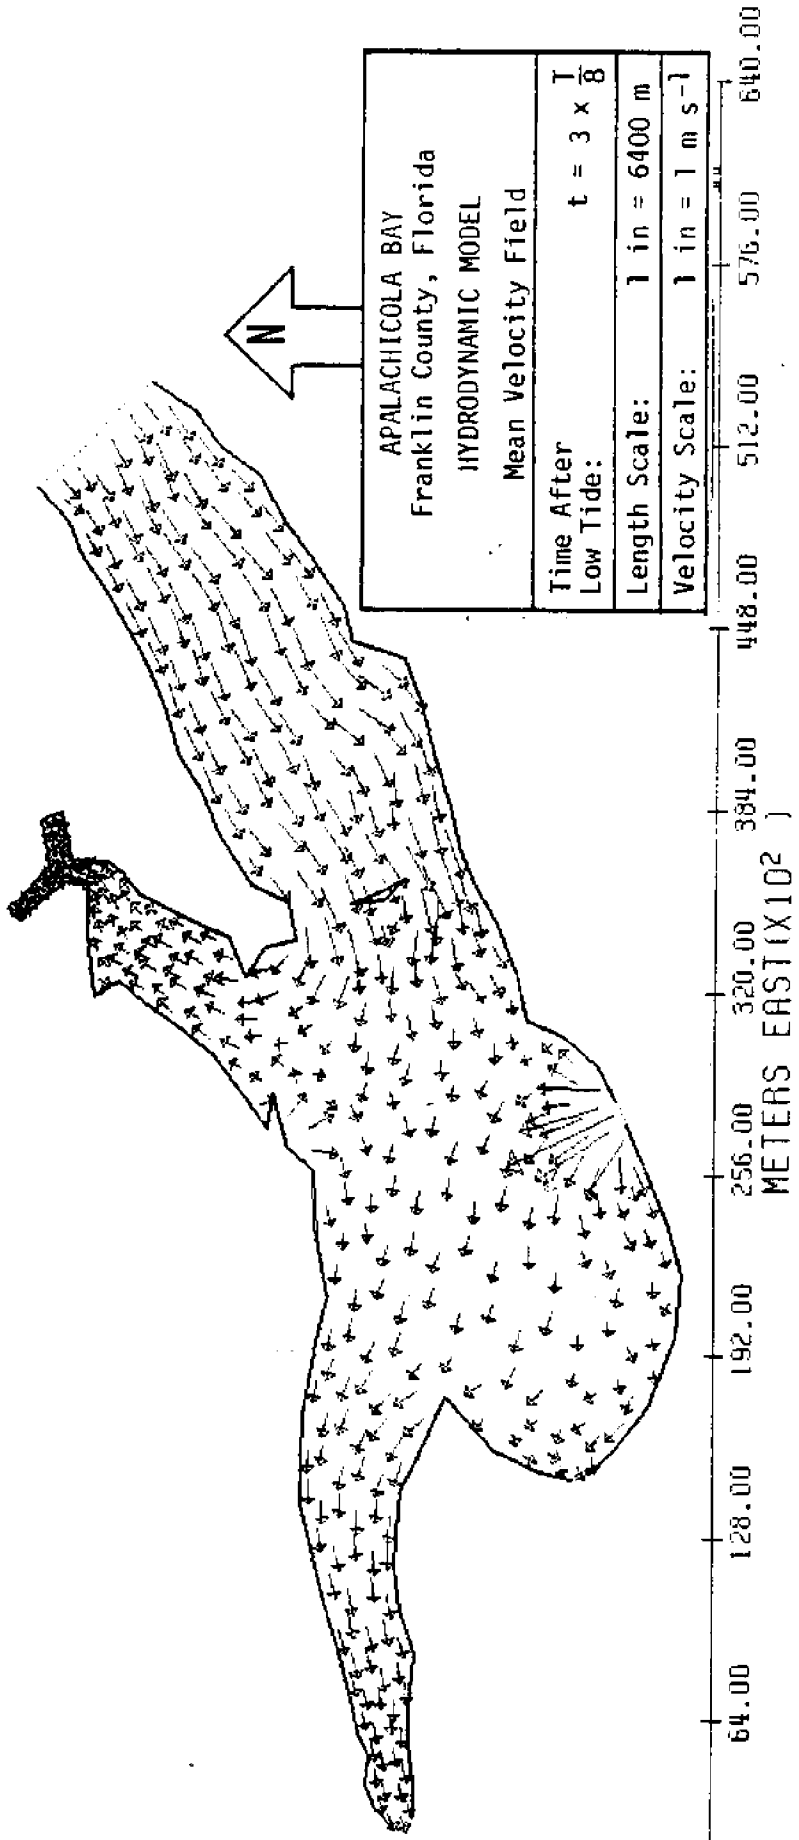 N
APALACHICOLA BAY
Franklin County, Florida
HYDRODYNAMIC MODEL
Mean Velocity Field
Time After
Low Tide: t = 3 x T/8
Length Scale: 1 in = 6400 m
Velocity Scale: 1 in = 1 m s-1
64.00 128.00 192.00 256.00 320.00 384.00 448.00 512.00 576.00 640.00
METERS EAST(X10² )